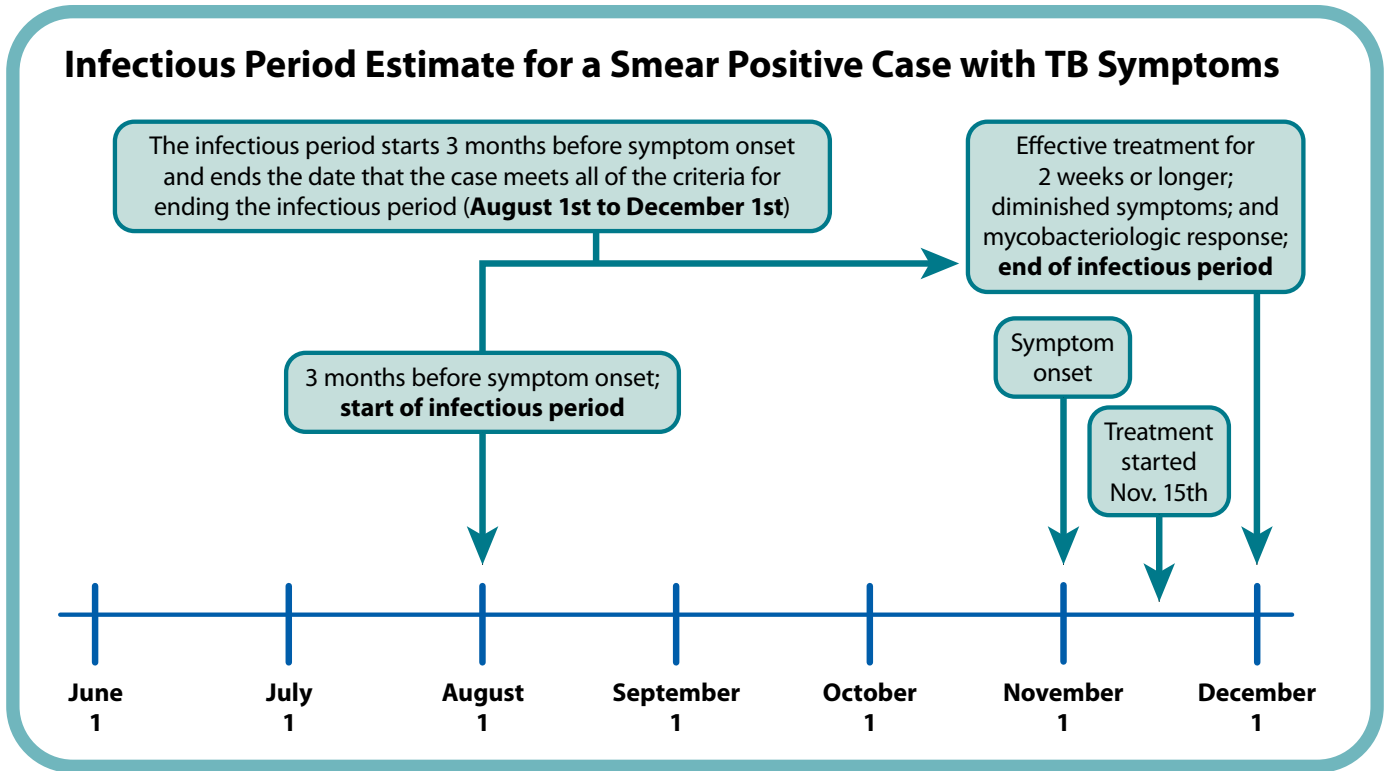 Infectious Period Estimate for a Smear Positive Case with TB Symptoms
The infectious period starts 3 months before symptom onset
and ends the date that the case meets all of the criteria for
ending the infectious period (August 1st to December 1st)
Effective treatment for
2 weeks or longer;
diminished symptoms; and
mycobacteriologic response;
end of infectious period
3 months before symptom onset;
start of infectious period
Symptom
onset
Treatment
started
Nov. 15th
June
1
July
1
August
1
September
1
October
1
November
1
December
1